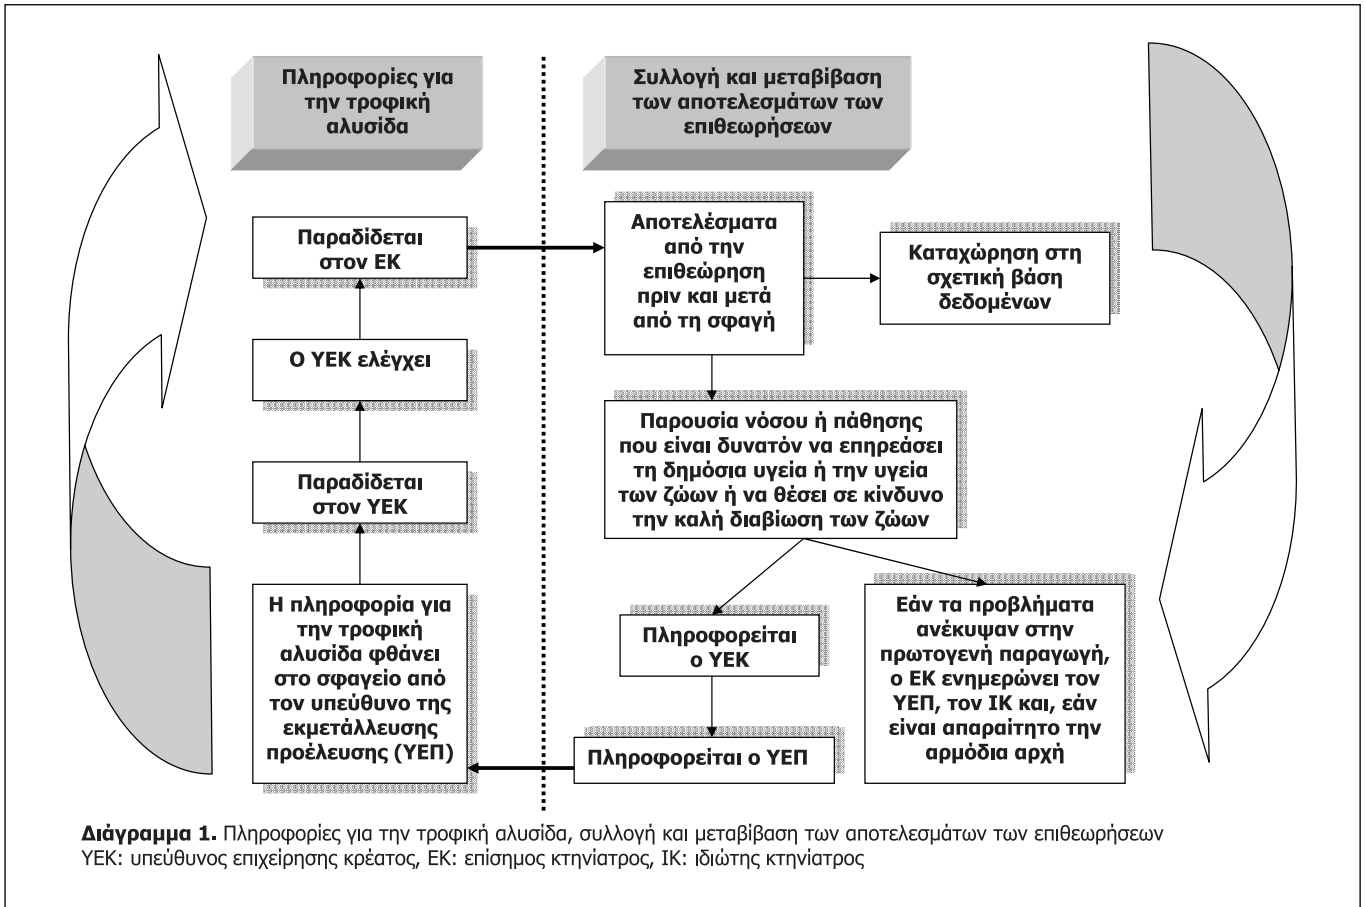 Πληροφορίες για
την τροφική
αλυσίδα
Συλλογή και μεταβίβαση
των αποτελεσμάτων των
επιθεωρήσεων
Παραδίδεται
στον ΕΚ
Ο ΥΕΚ ελέγχει
Παραδίδεται
στον ΥΕΚ
Η πληροφορία για
την τροφική
αλυσίδα φθάνει
στο σφαγείο από
τον υπεύθυνο της
εκμετάλλευσης
προέλευσης (ΥΕΠ)
Αποτελέσματα
από την
επιθεώρηση
πριν και μετά
από τη σφαγή
Καταχώρηση στη
σχετική βάση
δεδομένων
Παρουσία νόσου ή πάθησης
που είναι δυνατόν να επηρεάσει
τη δημόσια υγεία ή την υγεία
των ζώων ή να θέσει σε κίνδυνο
την καλή διαβίωση των ζώων
Πληροφορείται
ο ΥΕΚ
Πληροφορείται ο ΥΕΠ
Εάν τα προβλήματα
ανέκυψαν στην
πρωτογενή παραγωγή,
ο ΕΚ ενημερώνει τον
ΥΕΠ, τον ΙΚ και, εάν
είναι απαραίτητο την
αρμόδια αρχή
Διάγραμμα 1. Πληροφορίες για την τροφική αλυσίδα, συλλογή και μεταβίβαση των αποτελεσμάτων των επιθεωρήσεων
ΥΕΚ: υπεύθυνος επιχείρησης κρέατος, ΕΚ: επίσημος κτηνίατρος, ΙΚ: ιδιώτης κτηνίατρος